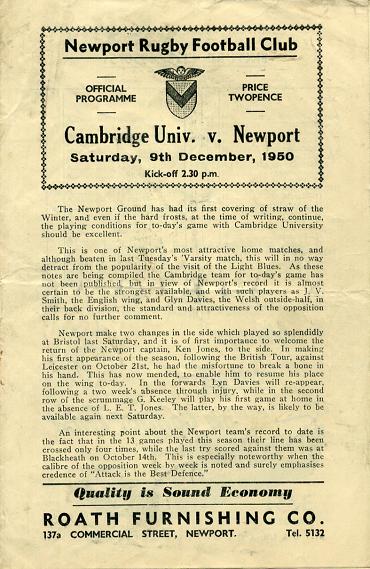 Newport Rugby Football Club
OFFICIAL
PROGRAMME
PRICE
TWOPENCE
Cambridge Univ. v. Newport
Saturday, 9th December, 1950
Kick-off 2.30 p.m.
The Newport Ground has had its first covering of straw of the
Winter, and even if the hard frosts, at the time of writing, continue,
the playing conditions for to-day's game with Cambridge University
should be excellent.
This is one of Newport's most attractive home matches, and
although beaten in last Tuesday's 'Varsity match, this will in no way
detract from the popularity of the visit of the Light Blues. As these
notes are being compiled the Cambridge team for to-day's game has
not been published, but in view of Newport's record it is almost
certain to be the strongest available, and with such players as J. V.
Smith, the English wing, and Glyn Davies, the Welsh outside-half, in
their back division, the standard and attractiveness of the opposition
calls for no further comment.
Newport make two changes in the side which played so splendidly
at Bristol last Saturday, and it is of first importance to welcome the
return of the Newport captain, Ken Jones, to the side. In making
his first appearance of the season, following the British Tour, against
Leicester on October 21st, he had the misfortune to break a bone in
his hand. This has now mended, to enable him to resume his place
on the wing to-day. In the forwards Lyn Davies will re-appear,
following a two week's absence through injury, while in the second
row of the scrummage G. Keeley will play his first game at home in
the absence of L. E. T. Jones. The latter, by the way, is likely to be
available again next Saturday.
An interesting point about the Newport team's record to date is
the fact that in the 13 games played this season their line has been
crossed only four times, while the last try scored against them was at
Blackheath on October 14th. This is especially noteworthy when the
calibre of the opposition week by week is noted and surely emphasises
credence of "Attack is the Best Defence."
Quality is Sound Economy
ROATH FURNISHING CO.
137a COMMERCIAL STREET, NEWPORT. Tel. 5132